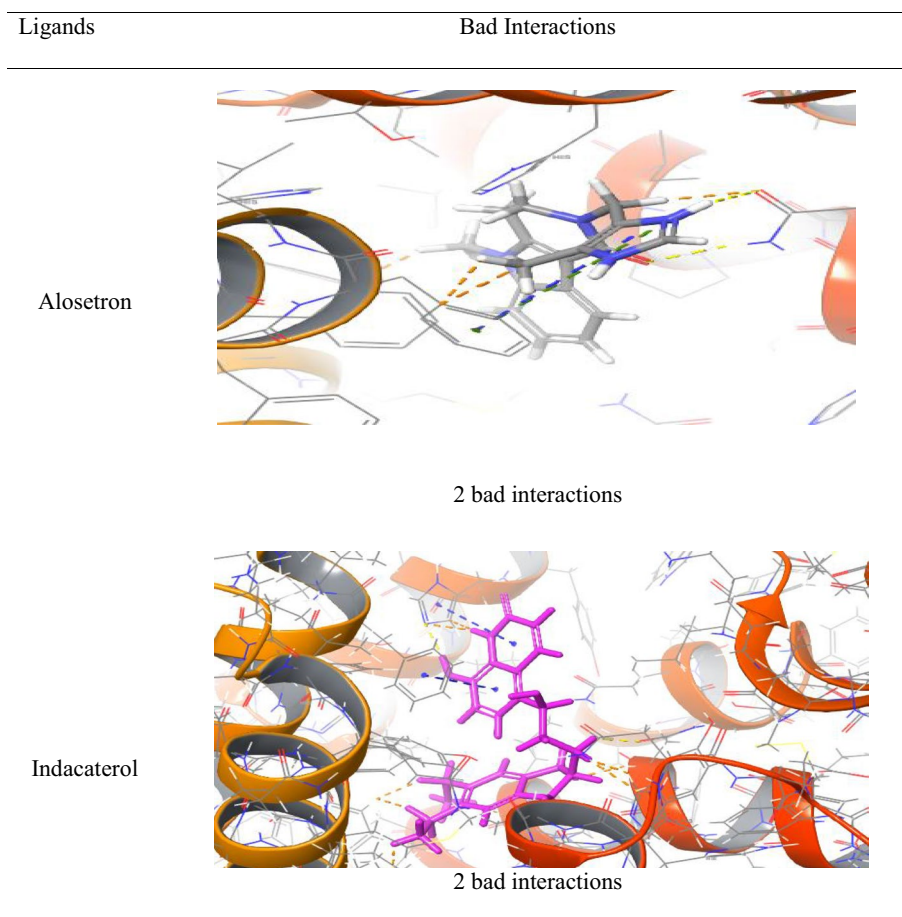 Ligands Bad Interactions
Alosetron
2 bad interactions
Indacaterol
2 bad interactions